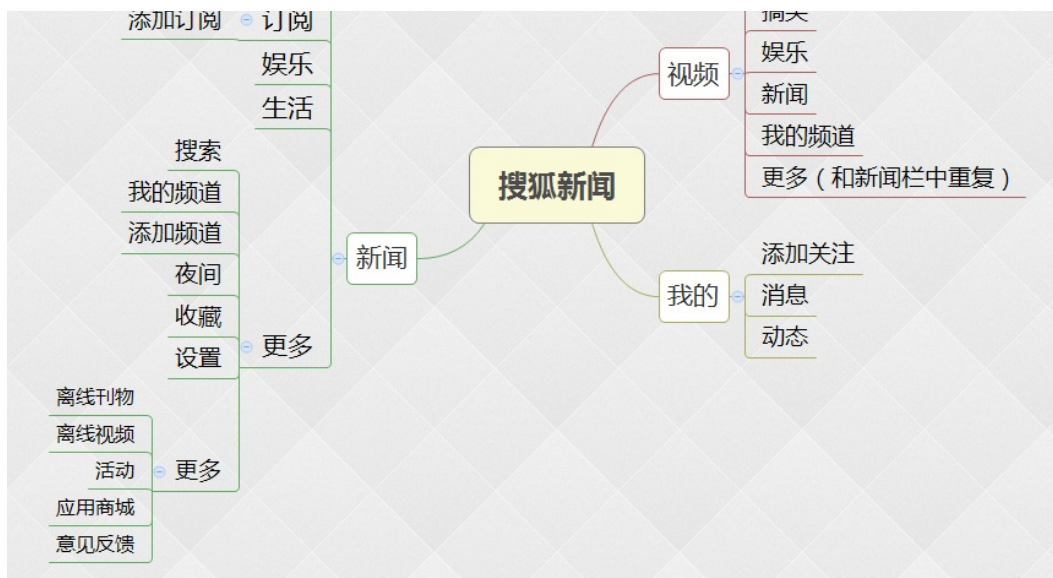 添加订阅
订阅
娱乐
生活
搜索
我的频道
添加频道
夜间
收藏
设置
更多
离线刊物
离线视频
活动
应用商城
意见反馈
更多
新闻
搜狐新闻
视频
搞笑
娱乐
新闻
我的频道
更多（和新闻栏中重复）
我的
添加关注
消息
动态